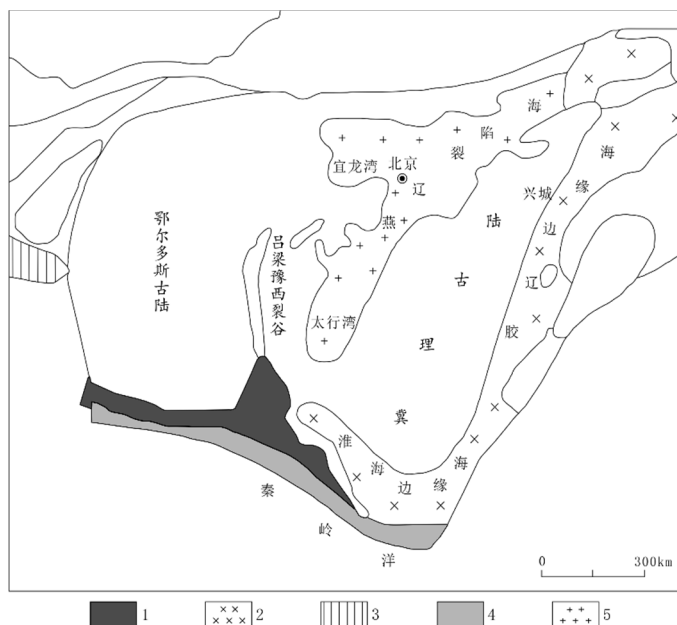 燕辽裂陷海
宜龙湾
北京
兴城
胶辽边缘海
鄂尔多斯古陆
吕梁豫西裂谷
太行湾
冀理古陆
淮海边缘海
秦岭洋
0 300km
1 2 3 4 5